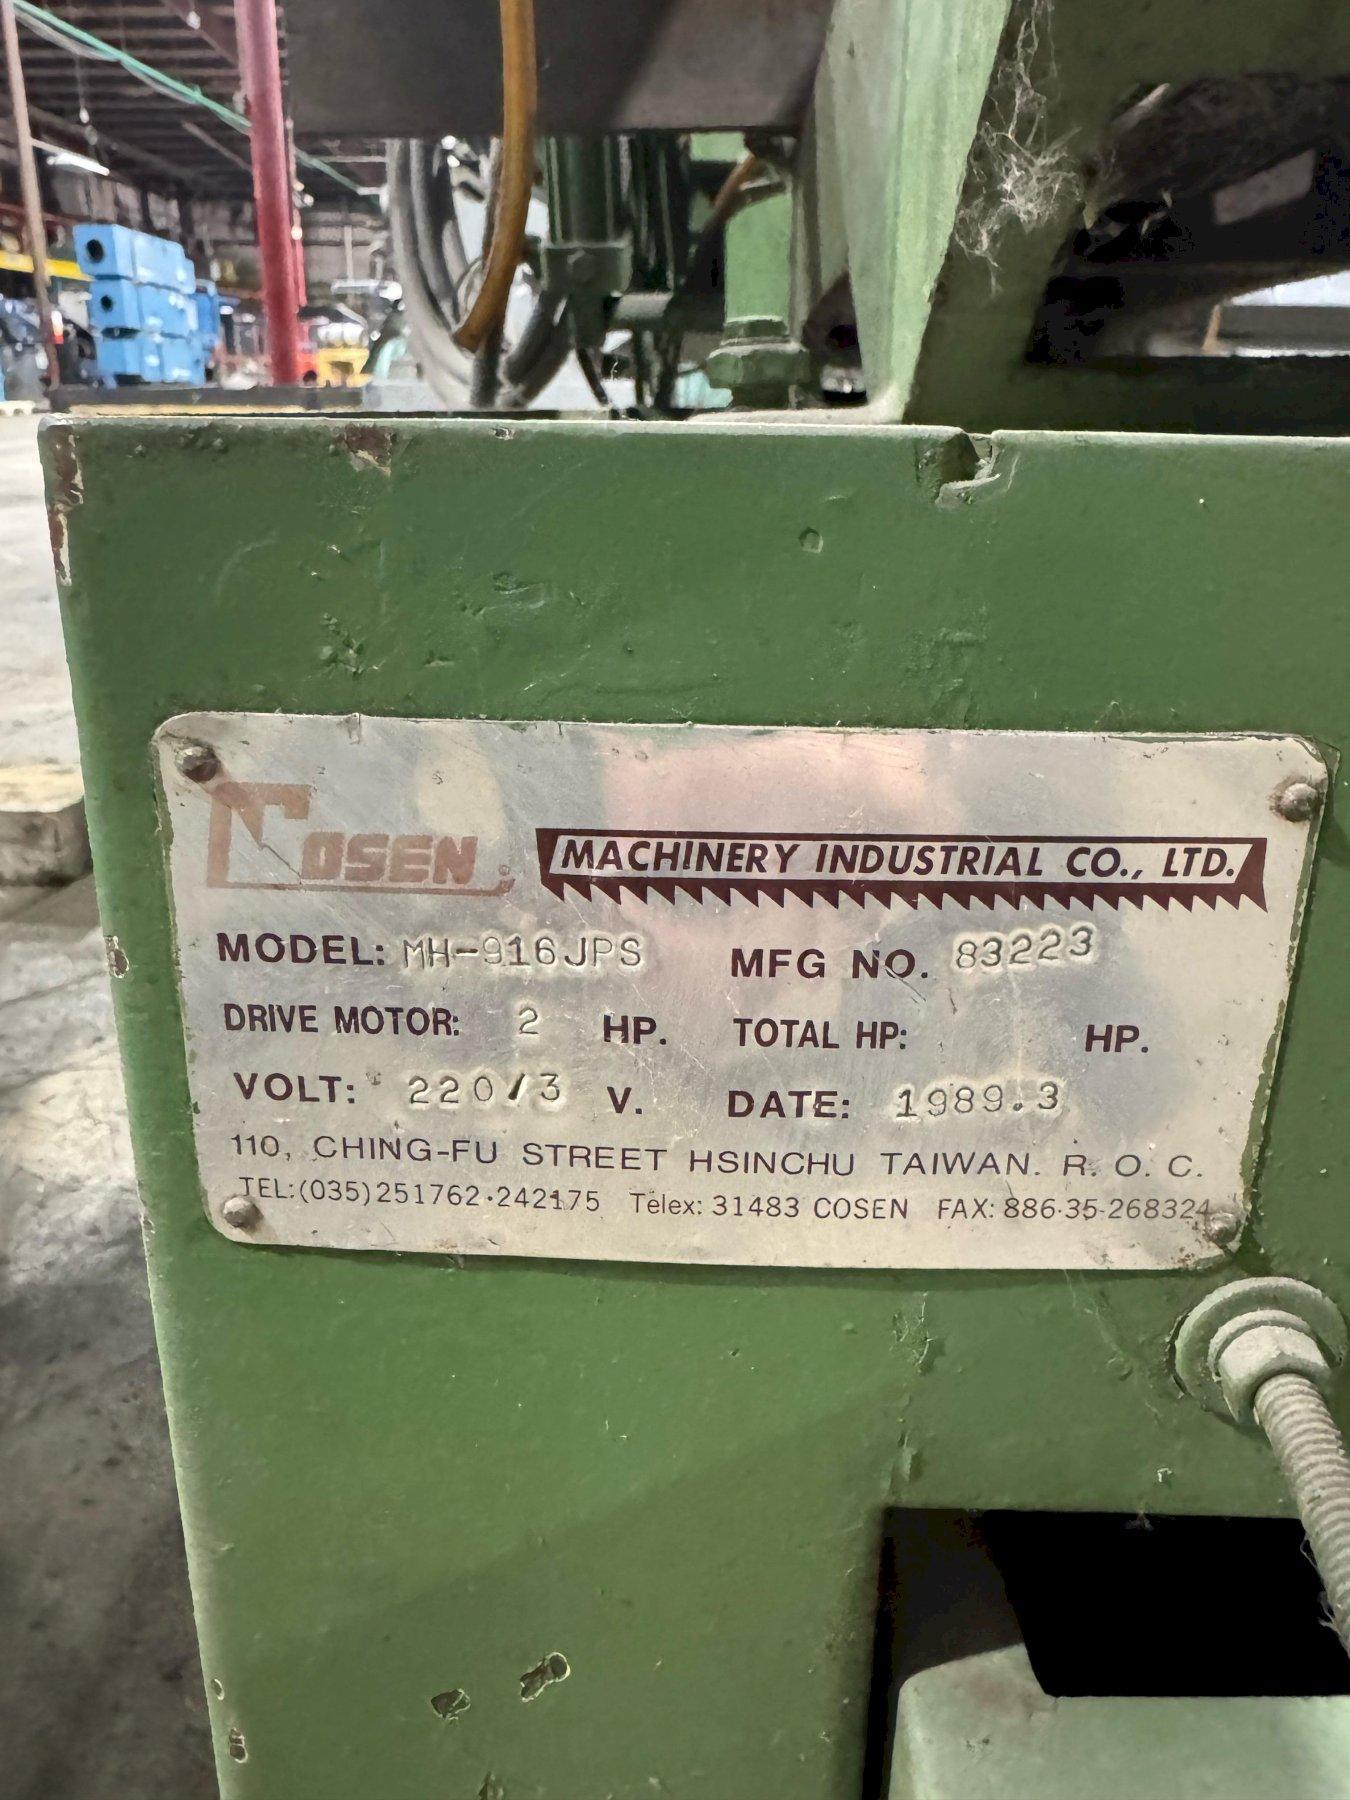 COSEN MACHINERY INDUSTRIAL CO., LTD.
MODEL: MH-916JPS MFG NO. 83223
DRIVE MOTOR: 2 HP. TOTAL HP: HP.
VOLT: 220/3 V. DATE: 1989.3
110, CHING-FU STREET HSINCHU TAIWAN. R. O. C.
TEL:(035)251762·242175 Telex: 31483 COSEN FAX: 886·35·268324